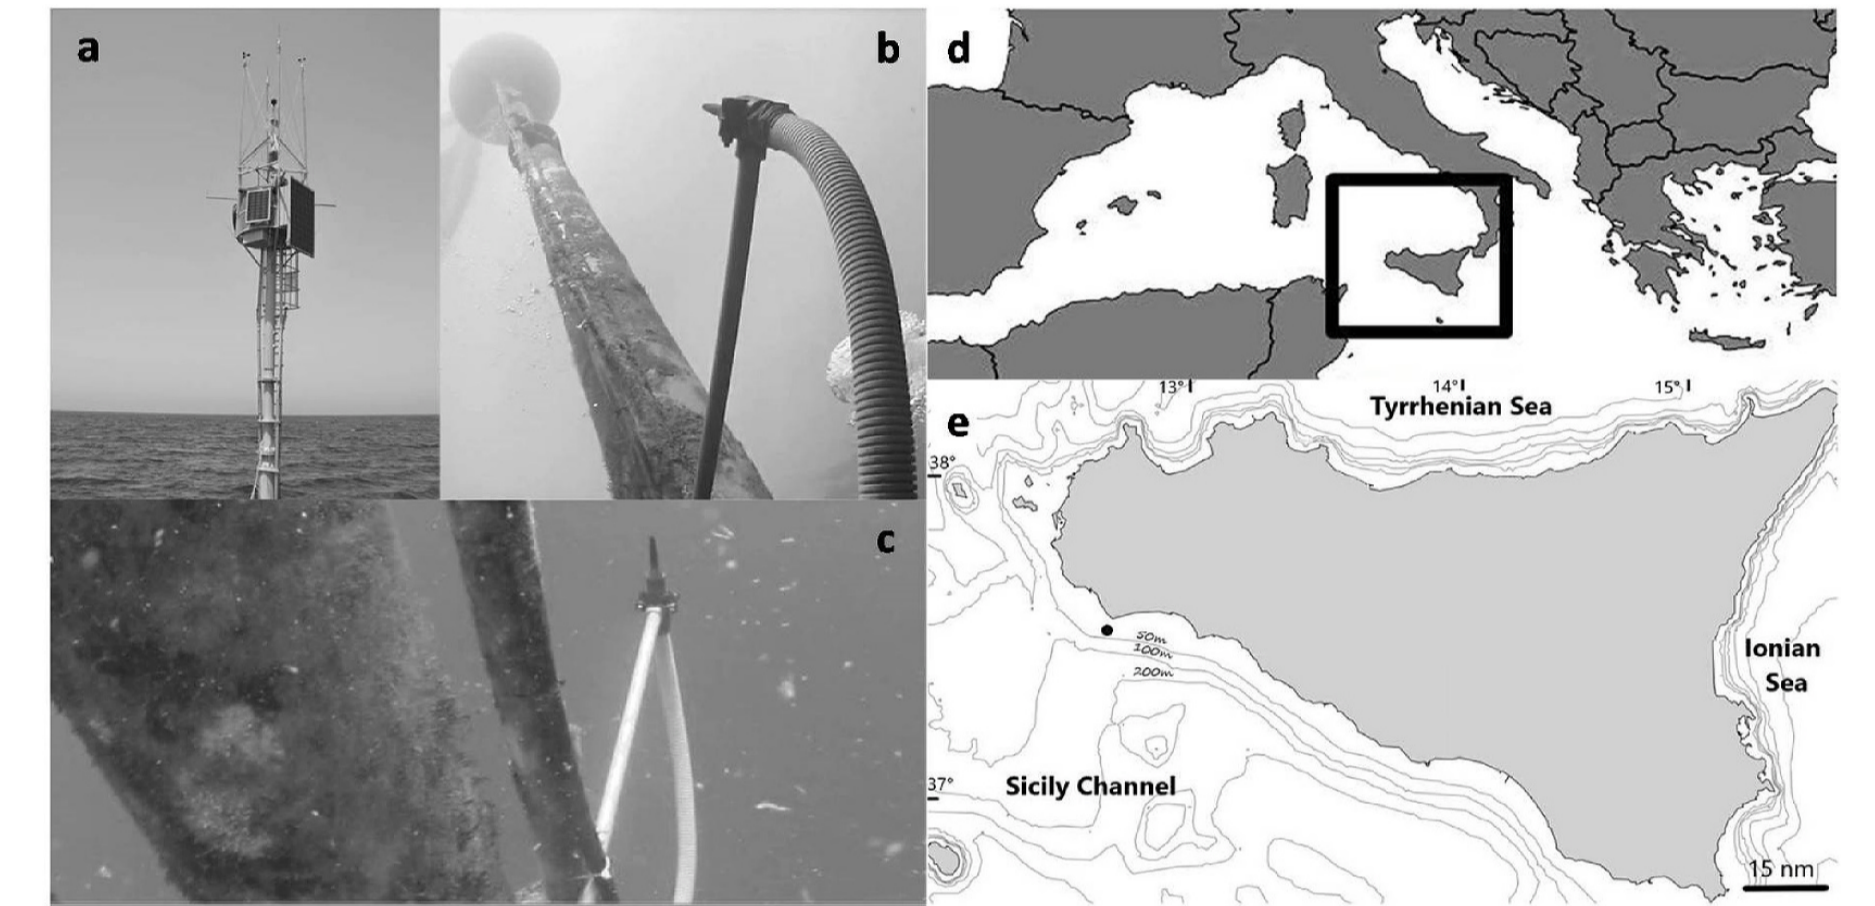 a
b
c
d
e
13°
14°
15°
Tyrrhenian Sea
38°
50m
100m
200m
Ionian
Sea
Sicily Channel
37°
15 nm